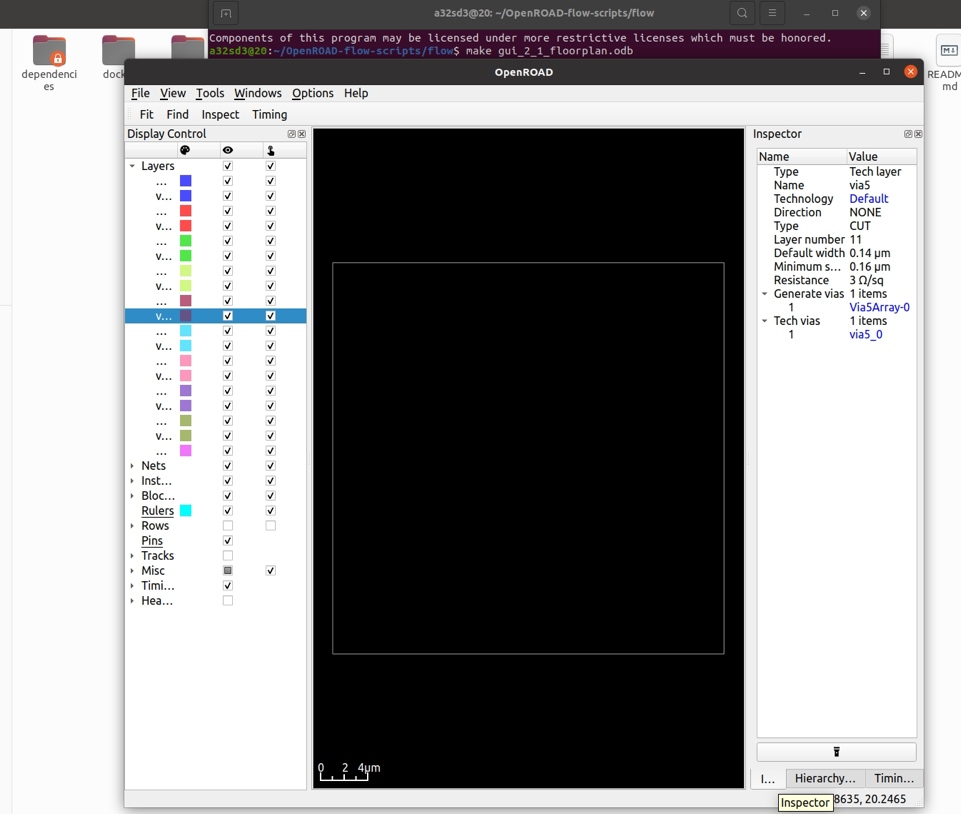 a32sd3@20: ~/OpenROAD-flow-scripts/flow
Components of this program may be licensed under more restrictive licenses which must be honored.
a32sd3@20:~/OpenROAD-flow-scripts/flow$ make gui_2_1_floorplan.odb
dependenci
es
dock
READM
md
OpenROAD
File View Tools Windows Options Help
Fit Find Inspect Timing
Display Control
Layers
...
v...
...
v...
...
v...
...
v...
...
v...
...
v...
...
v...
...
v...
...
v...
...
Nets
Inst...
Bloc...
Rulers
Rows
Pins
Tracks
Misc
Timi...
Hea...
0 2 4μm
Inspector
Name Value
Type Tech layer
Name via5
Technology Default
Direction NONE
Type CUT
Layer number 11
Default width 0.14 μm
Minimum s... 0.16 μm
Resistance 3 Ω/sq
Generate vias 1 items
1 Via5Array-0
Tech vias 1 items
1 via5_0
I... Hierarchy... Timin...
Inspector
8635, 20.2465